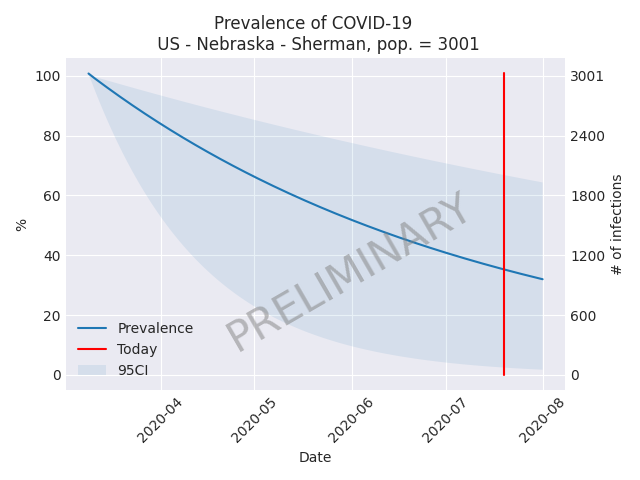 Prevalence of COVID-19
US - Nebraska - Sherman, pop. = 3001
100
80
60
40
20
0
%
3001
2400
1800
1200
600
0
# of infections
PRELIMINARY
Prevalence
Today
95CI
2020-04
2020-05
2020-06
2020-07
2020-08
Date